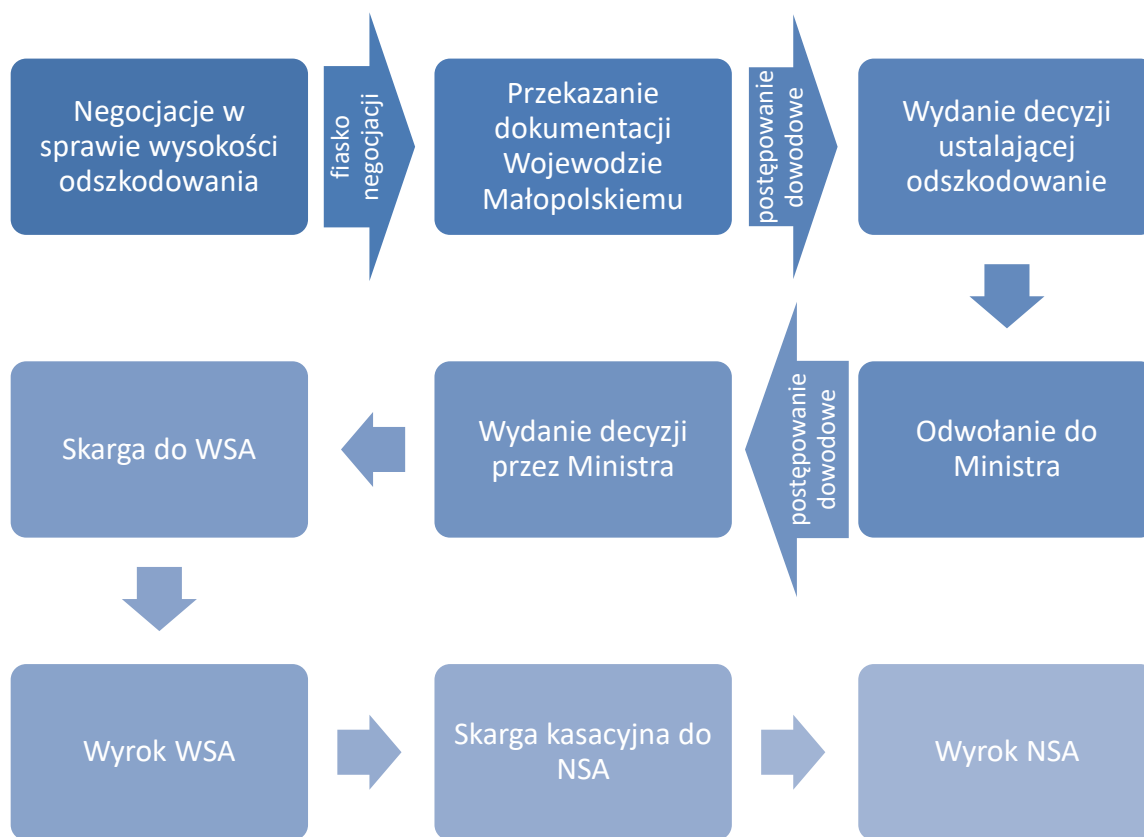 Negocjacje w
sprawie wysokości
odszkodowania
fiasko
negocjacji
Przekazanie
dokumentacji
Wojewodzie
Małopolskiemu
postępowanie
dowodowe
Wydanie decyzji
ustalającej
odszkodowanie
Odwołanie do
Ministra
postępowanie
dowodowe
Wydanie decyzji
przez Ministra
Skarga do WSA
Wyrok WSA
Skarga kasacyjna do
NSA
Wyrok NSA